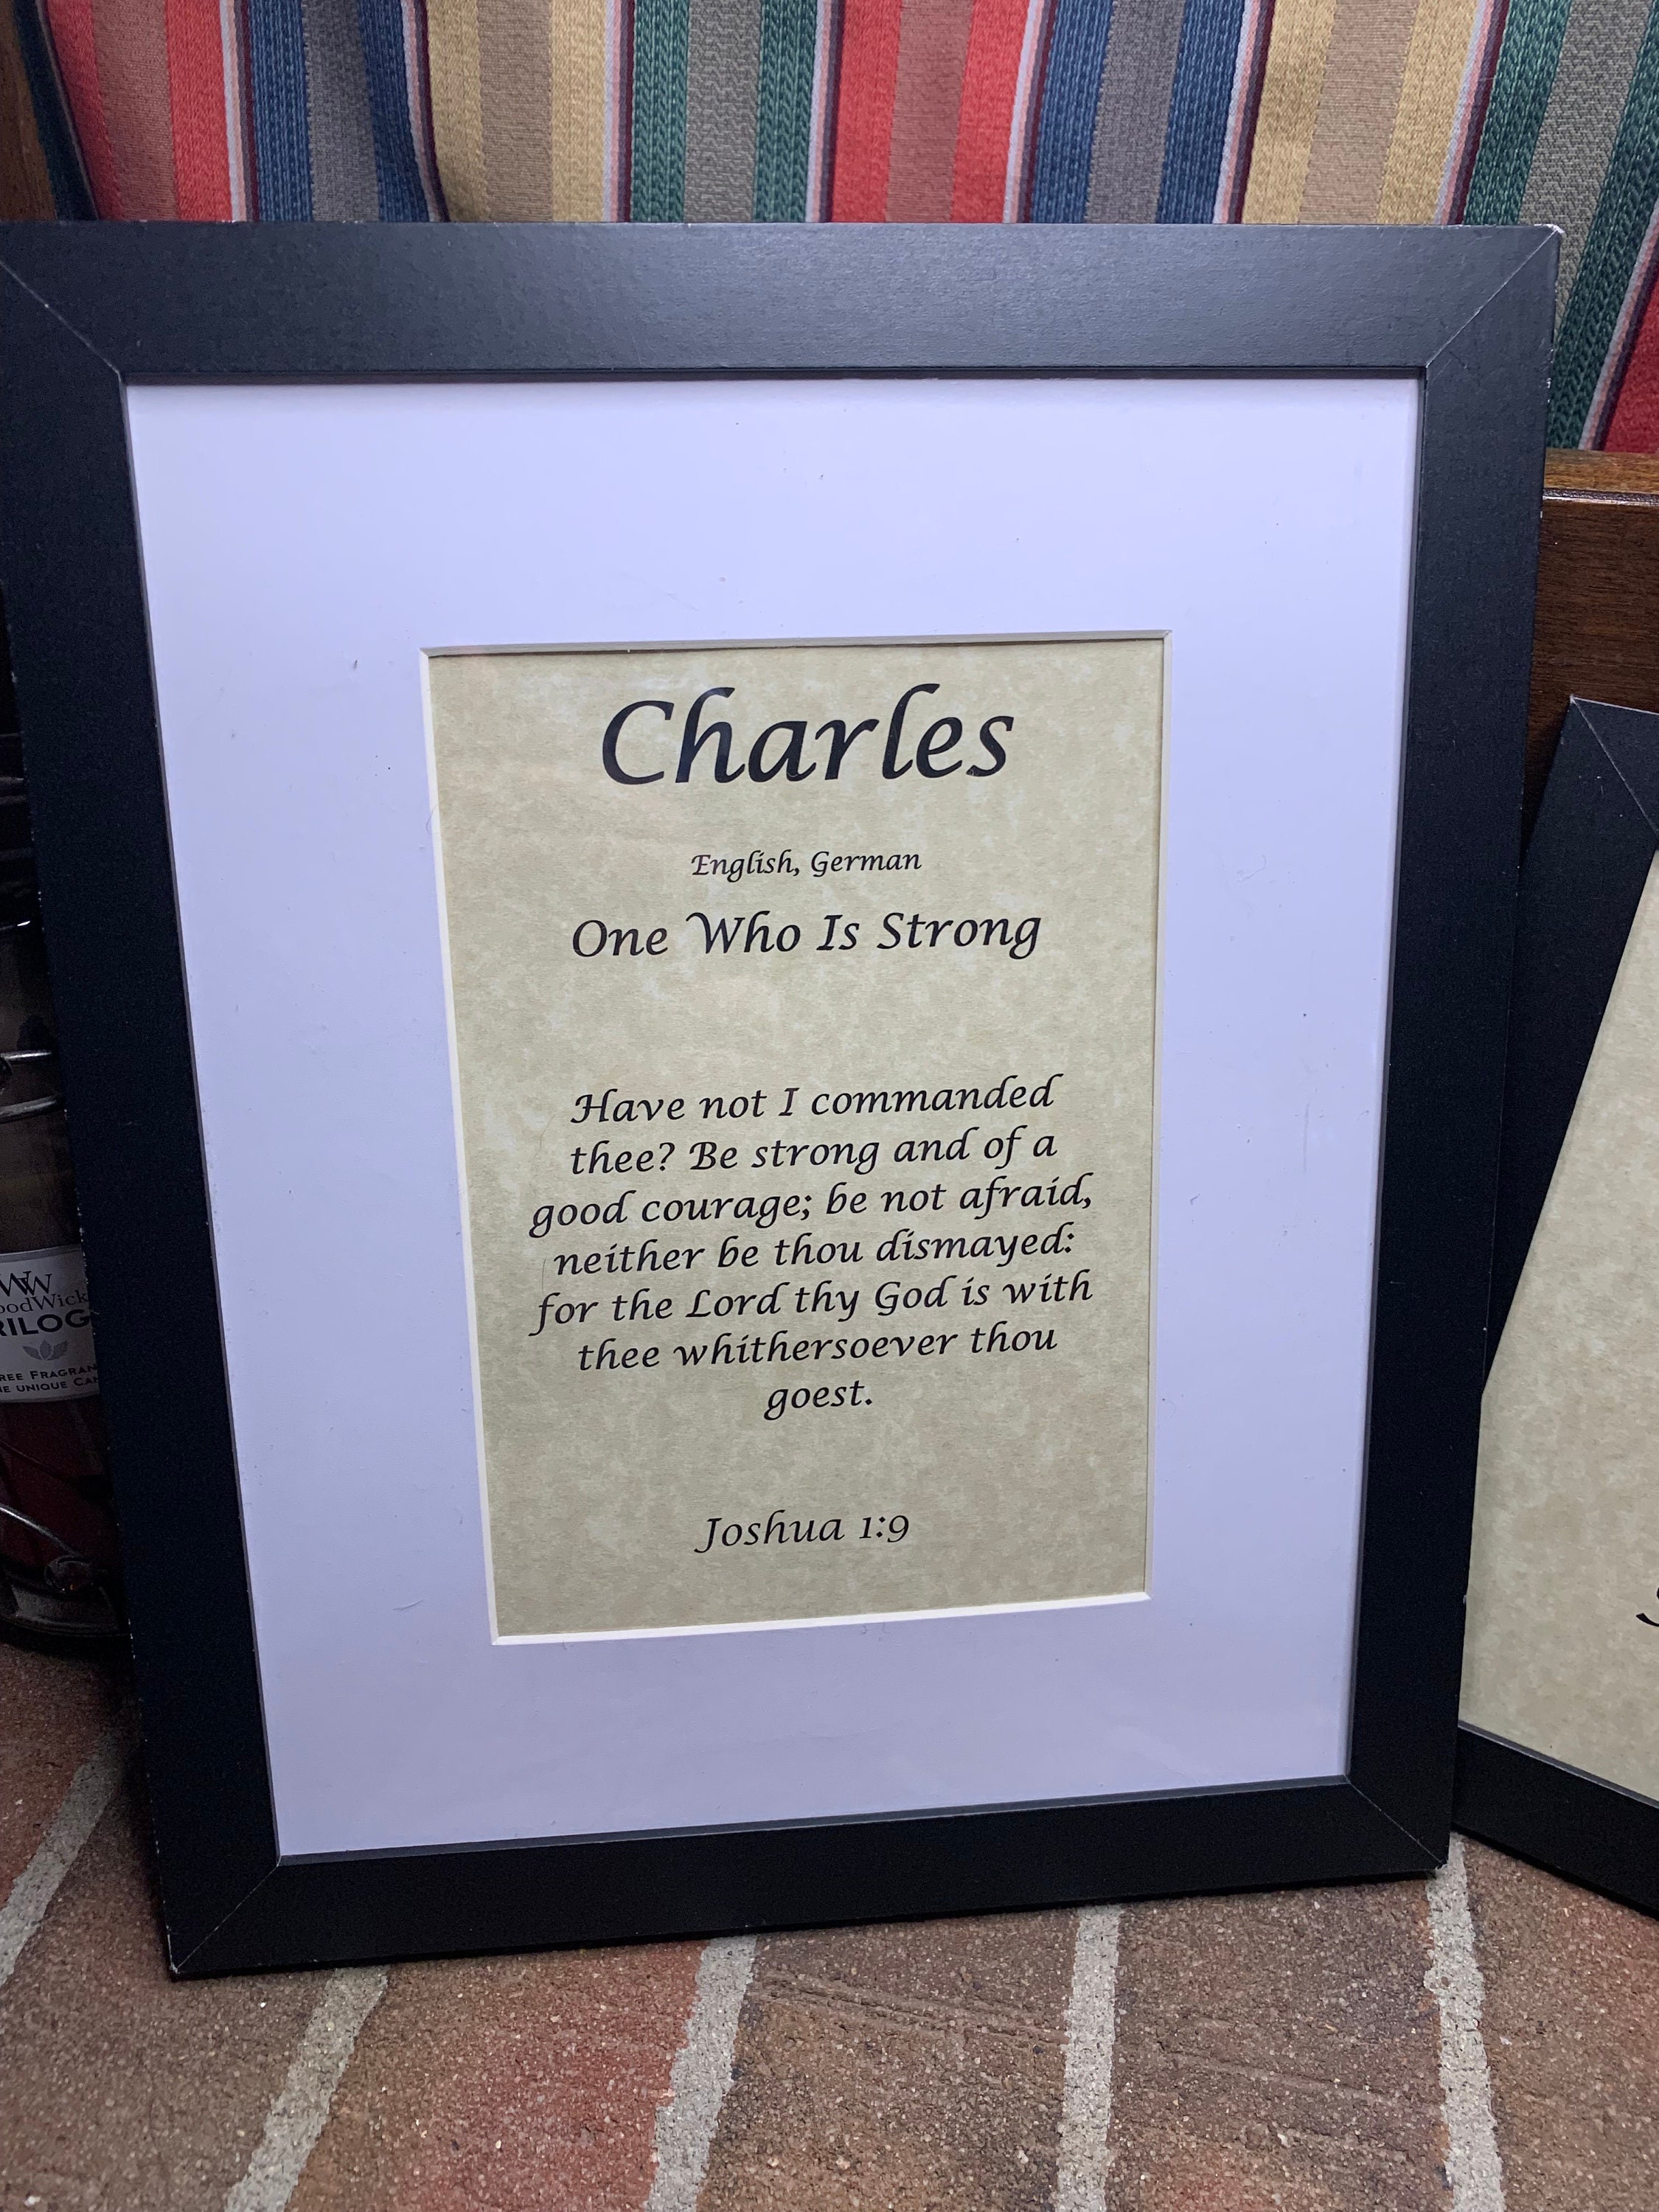 Charles
English, German
One Who Is Strong
Have not I commanded
thee? Be strong and of a
good courage; be not afraid,
neither be thou dismayed:
for the Lord thy God is with
thee whithersoever thou
goest.
Joshua 1:9
WW